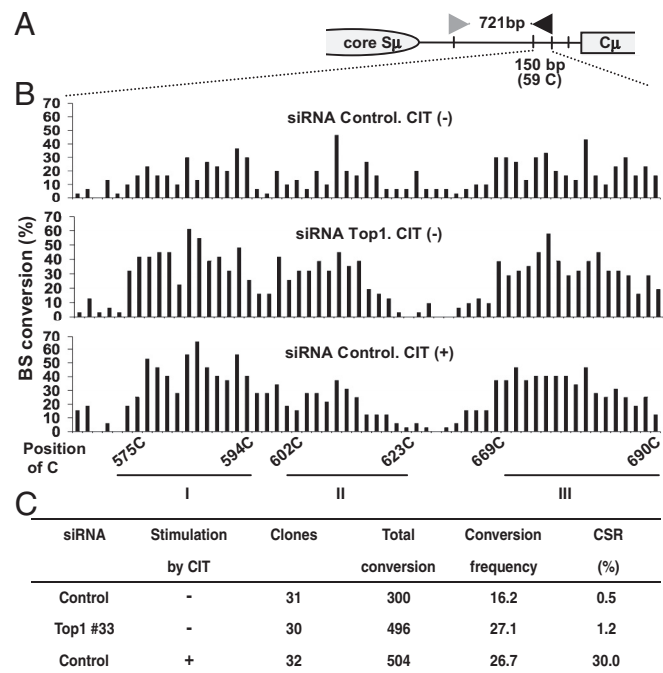 A
721bp
core Sμ
Cμ
150 bp
(59 C)
B
siRNA Control. CIT (-)
70
60
50
40
30
20
10
0
siRNA Top1. CIT (-)
70
60
50
40
30
20
10
0
siRNA Control. CIT (+)
70
60
50
40
30
20
10
0
BS conversion (%)
Position of C
575C 594C 602C 623C 669C 690C
I II III
C
siRNA Stimulation by CIT Clones Total conversion Conversion frequency CSR (%)
Control - 31 300 16.2 0.5
Top1 #33 - 30 496 27.1 1.2
Control + 32 504 26.7 30.0